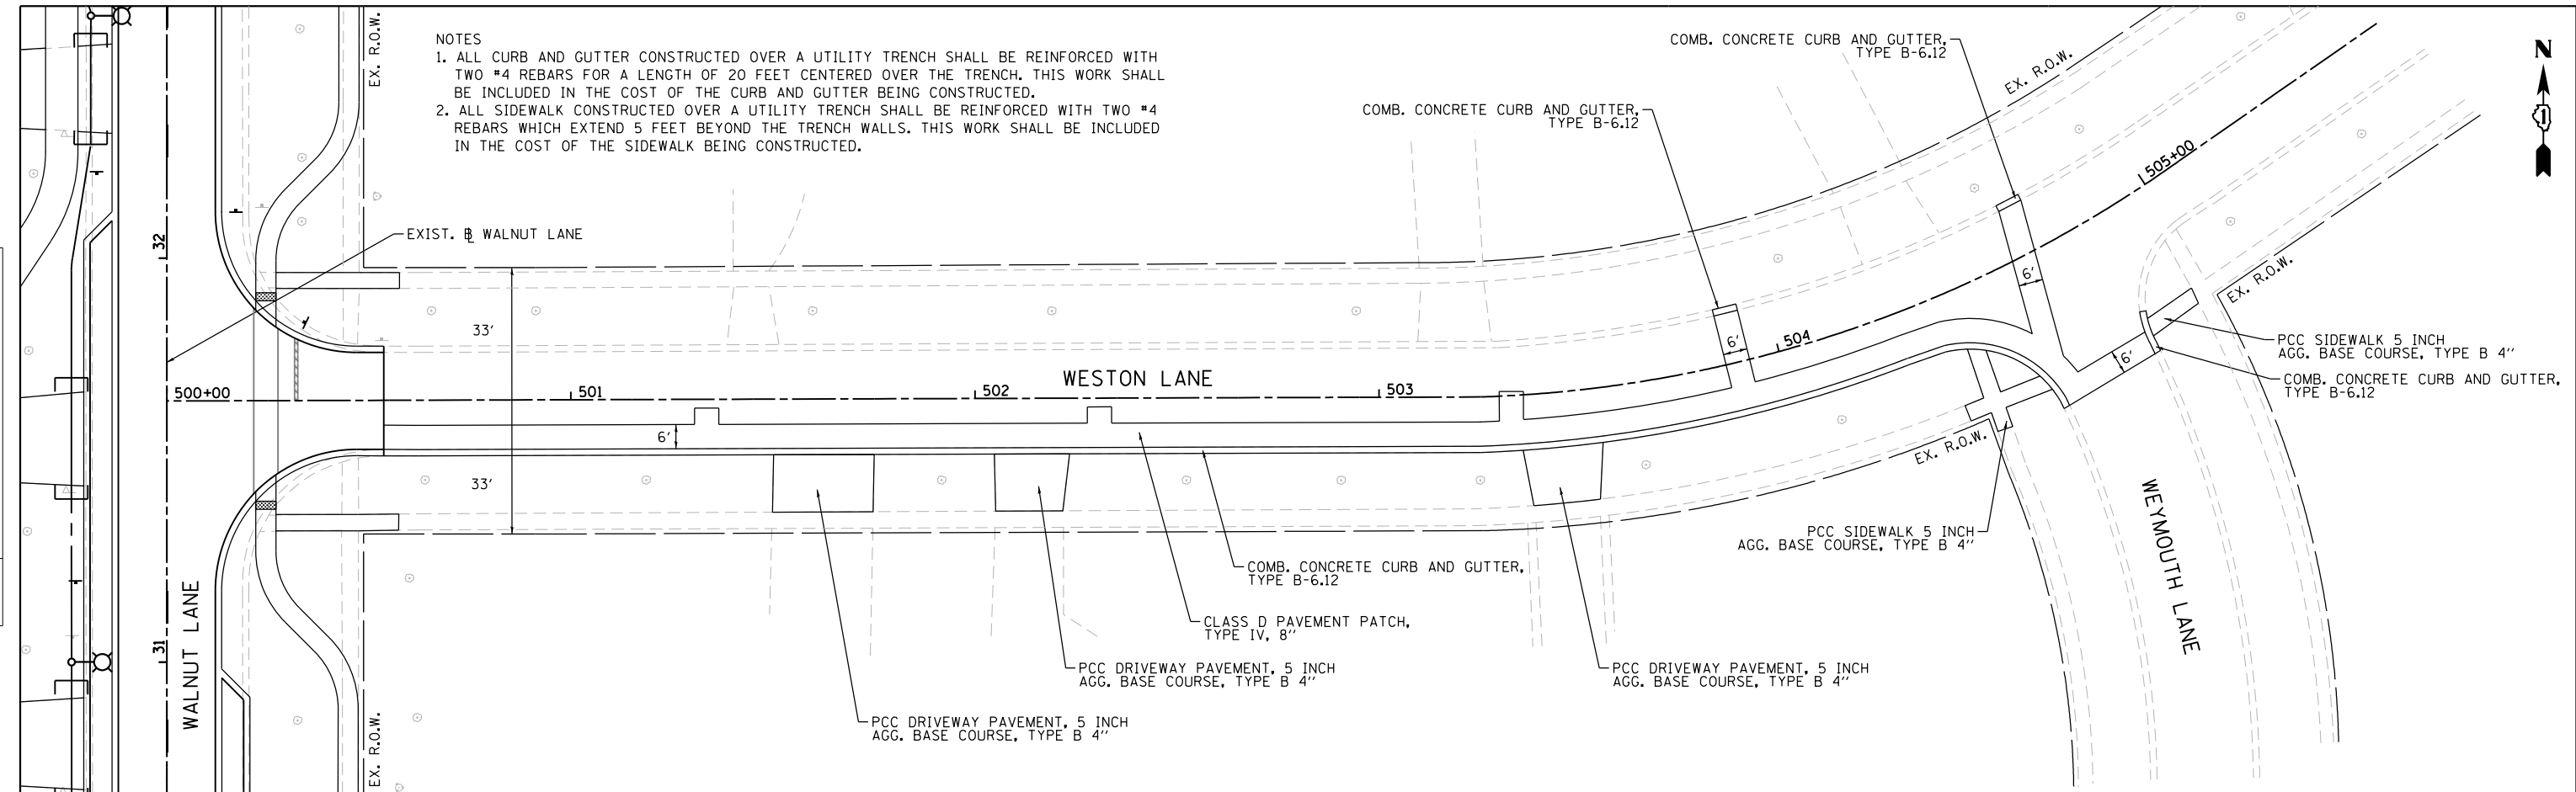 NOTES
1. ALL CURB AND GUTTER CONSTRUCTED OVER A UTILITY TRENCH SHALL BE REINFORCED WITH
TWO #4 REBARS FOR A LENGTH OF 20 FEET CENTERED OVER THE TRENCH. THIS WORK SHALL
BE INCLUDED IN THE COST OF THE CURB AND GUTTER BEING CONSTRUCTED.
2. ALL SIDEWALK CONSTRUCTED OVER A UTILITY TRENCH SHALL BE REINFORCED WITH TWO #4
REBARS WHICH EXTEND 5 FEET BEYOND THE TRENCH WALLS. THIS WORK SHALL BE INCLUDED
IN THE COST OF THE SIDEWALK BEING CONSTRUCTED.
EX. R.O.W.
COMB. CONCRETE CURB AND GUTTER,
TYPE B-6.12
COMB. CONCRETE CURB AND GUTTER,
TYPE B-6.12
EX. R.O.W.
N
1
505+00
32
EXIST. ℄ WALNUT LANE
33'
6'
6'
504
EX. R.O.W.
6'
PCC SIDEWALK 5 INCH
AGG. BASE COURSE, TYPE B 4"
COMB. CONCRETE CURB AND GUTTER,
TYPE B-6.12
WESTON LANE
500+00
501
502
503
6'
33'
EX. R.O.W.
PCC SIDEWALK 5 INCH
AGG. BASE COURSE, TYPE B 4"
WEYMOUTH LANE
COMB. CONCRETE CURB AND GUTTER,
TYPE B-6.12
CLASS D PAVEMENT PATCH,
TYPE IV, 8"
31
WALNUT LANE
PCC DRIVEWAY PAVEMENT, 5 INCH
AGG. BASE COURSE, TYPE B 4"
PCC DRIVEWAY PAVEMENT, 5 INCH
AGG. BASE COURSE, TYPE B 4"
PCC DRIVEWAY PAVEMENT, 5 INCH
AGG. BASE COURSE, TYPE B 4"
EX. R.O.W.